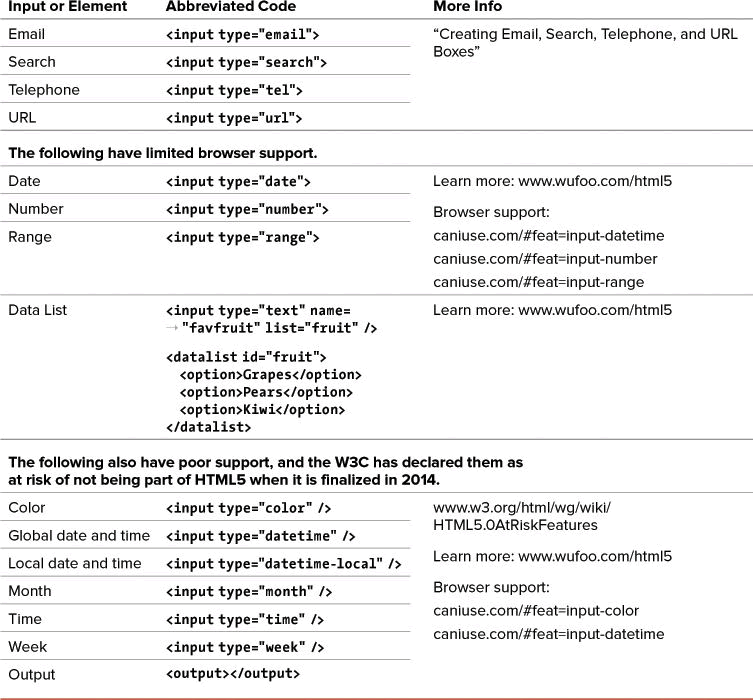 Input or Element Abbreviated Code More Info
Email <input type="email"> “Creating Email, Search, Telephone, and URL
Boxes”
Search <input type="search">
Telephone <input type="tel">
URL <input type="url">
The following have limited browser support.
Date <input type="date"> Learn more: www.wufoo.com/html5
Number <input type="number"> Browser support:
Range <input type="range"> caniuse.com/#feat=input-datetime
caniuse.com/#feat=input-number
caniuse.com/#feat=input-range
Data List <input type="text" name= Learn more: www.wufoo.com/html5
→ "favfruit" list="fruit" />
<datalist id="fruit">
<option>Grapes</option>
<option>Pears</option>
<option>Kiwi</option>
</datalist>
The following also have poor support, and the W3C has declared them as
at risk of not being part of HTML5 when it is finalized in 2014.
Color <input type="color" /> www.w3.org/html/wg/wiki/
HTML5.0AtRiskFeatures
Global date and time <input type="datetime" />
Local date and time <input type="datetime-local" /> Learn more: www.wufoo.com/html5
Month <input type="month" /> Browser support:
Time <input type="time" /> caniuse.com/#feat=input-color
Week <input type="week" /> caniuse.com/#feat=input-datetime
Output <output></output>